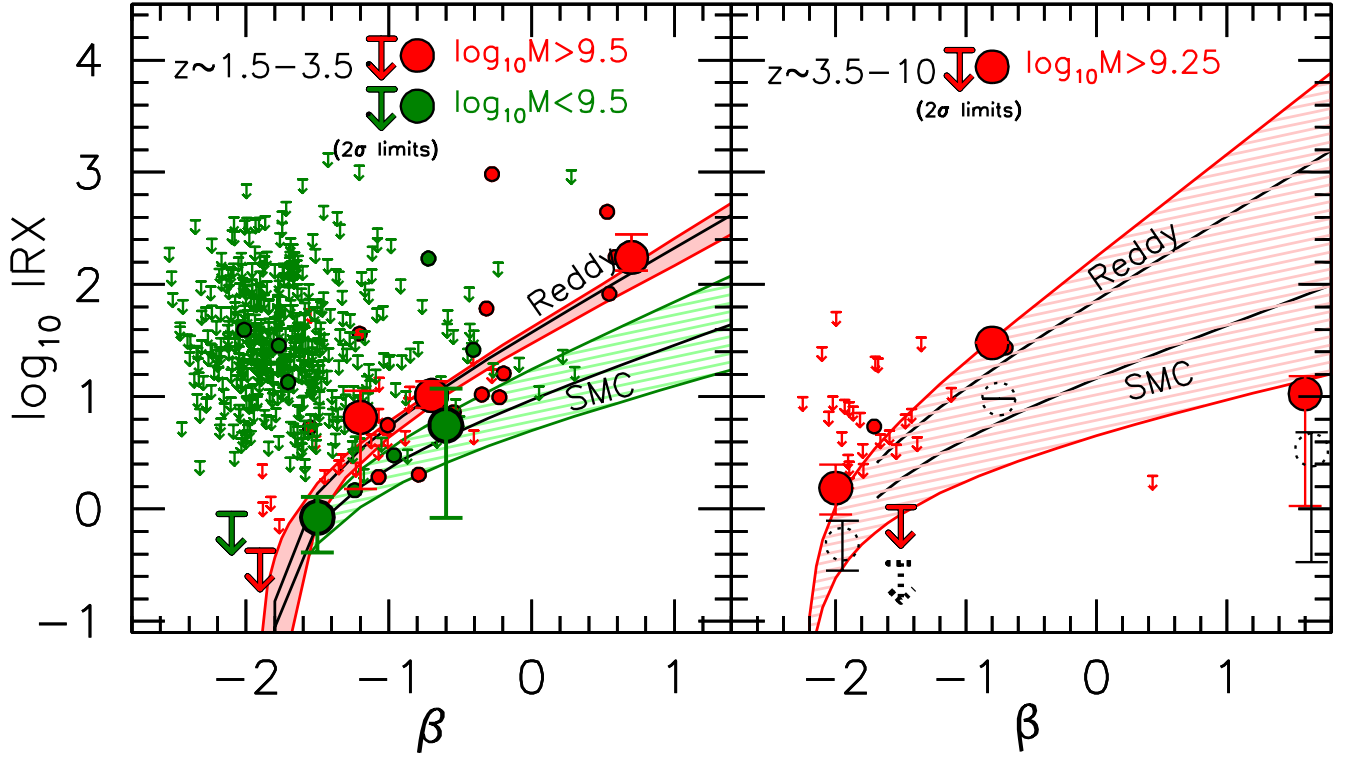 z~1.5−3.5
log₁₀M>9.5
log₁₀M<9.5
(2σ limits)
Reddy
SMC
z~3.5−10
log₁₀M>9.25
(2σ limits)
Reddy
SMC
log₁₀ IRX
4
3
2
1
0
−1
−2
−1
0
1
β
−2
−1
0
1
β